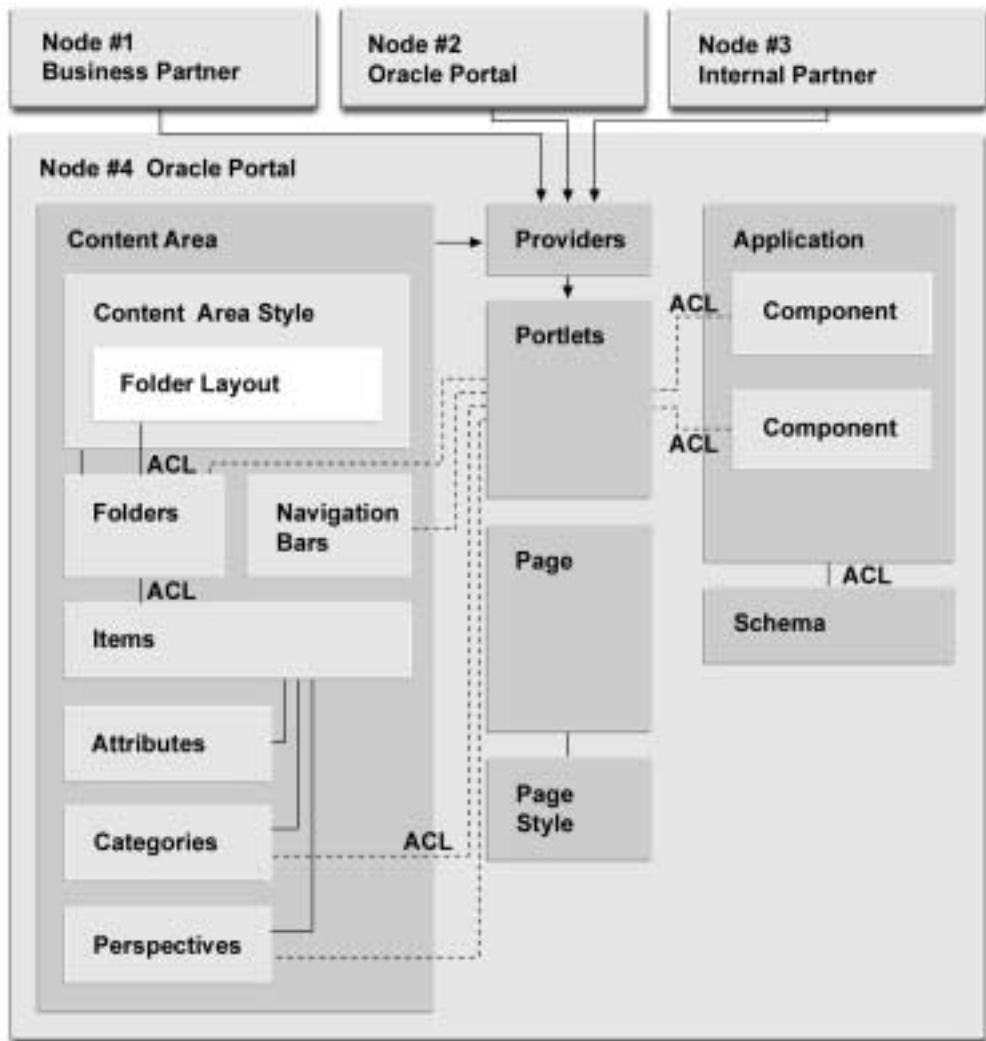 Node #1
Business Partner
Node #2
Oracle Portal
Node #3
Internal Partner
Node #4 Oracle Portal
Content Area
Content Area Style
Folder Layout
ACL
Folders
Navigation
Bars
ACL
Items
Attributes
Categories
ACL
Perspectives
Providers
Portlets
Page
Page
Style
Application
ACL
Component
Component
ACL
ACL
Schema